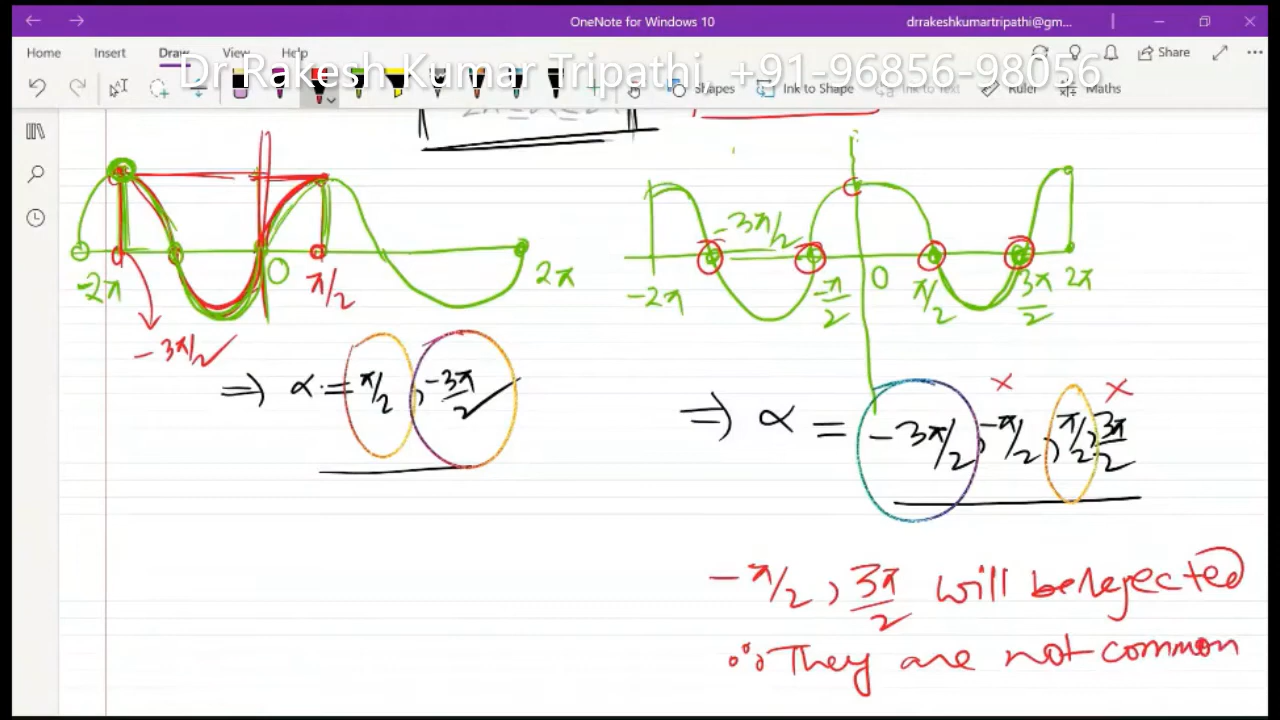 OneNote for Windows 10
drrakeshkumartripathi@gm...
Home Insert Draw View Help
Share
Dr Rakesh Kumar Tripathi +91-96856-98056
Shapes Ink to Shape Ink to Text Ruler Maths
-2π 0 π/2 2π
-3π/2
-2π -3π/2 -π/2 0 π/2 3π/2 2π
⇒ α = π/2, -3π/2
⇒ α = -3π/2, -π/2, π/2, 3π/2
-π/2, 3π/2 will be rejected
∵ They are not common